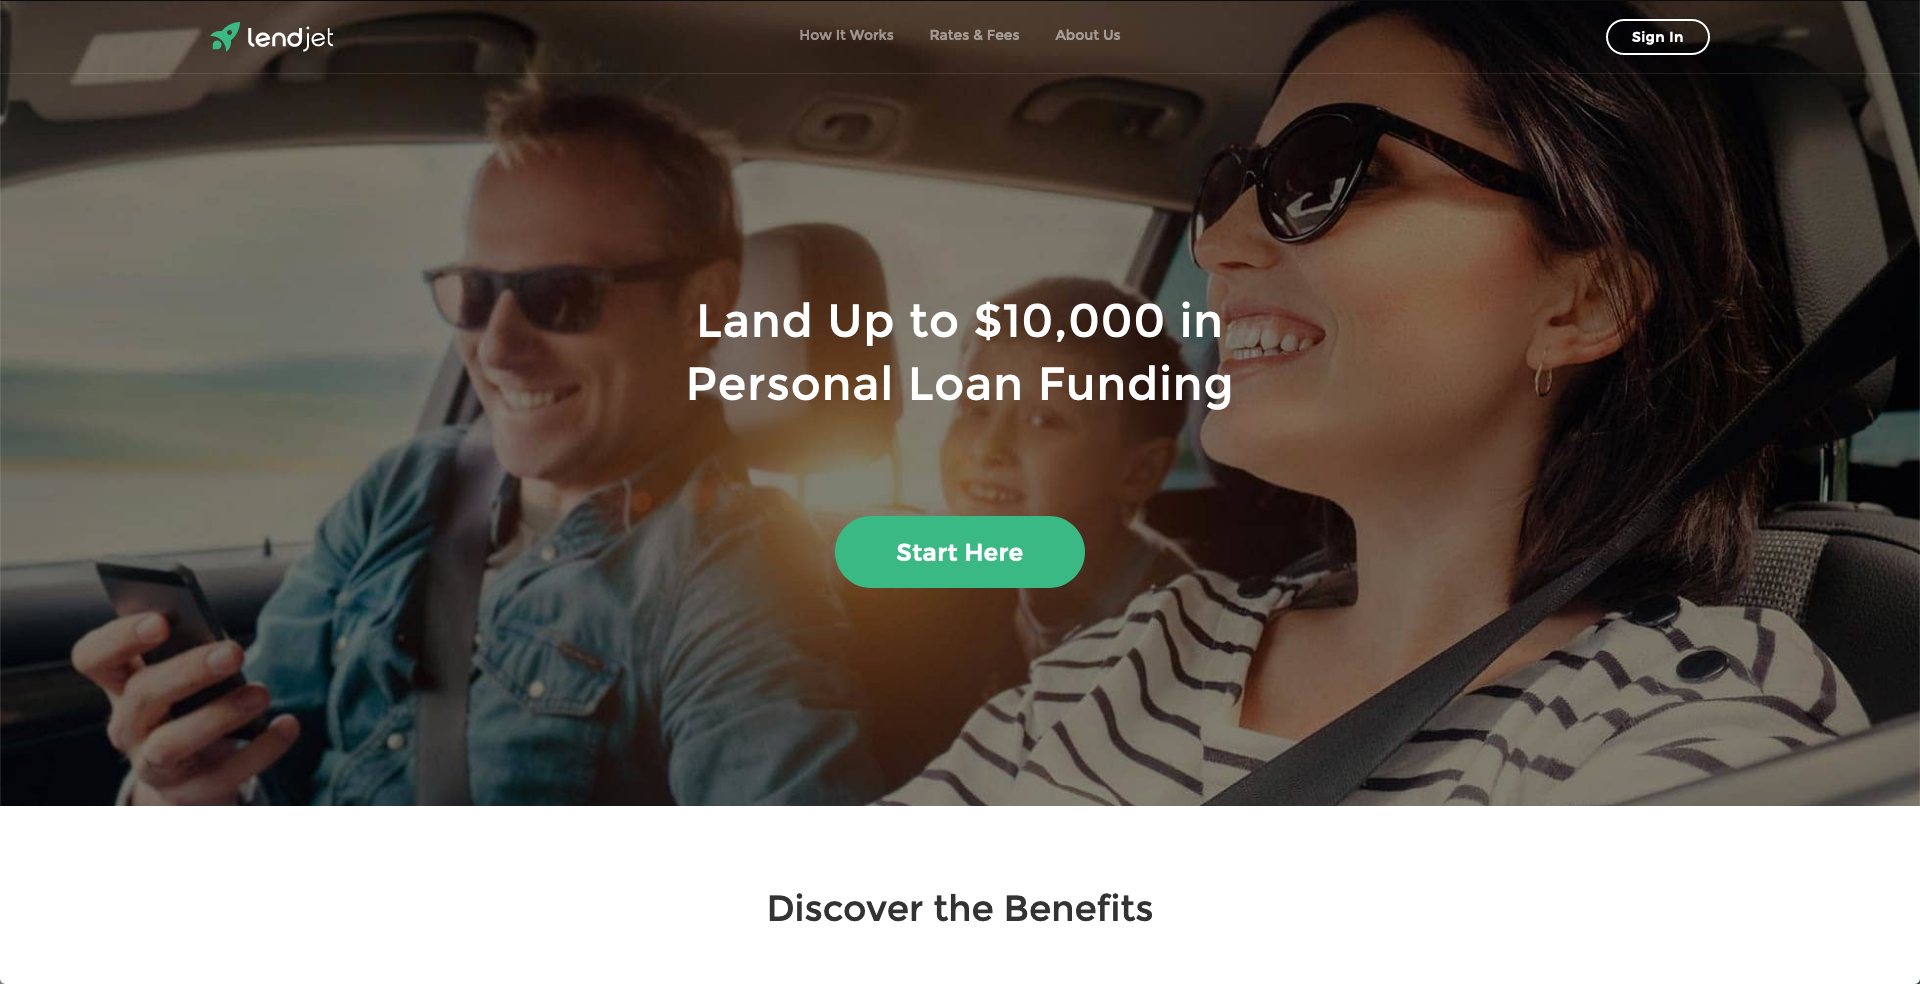 lendjet
How It Works
Rates & Fees
About Us
Sign In
Land Up to $10,000 in
Personal Loan Funding
Start Here
Discover the Benefits